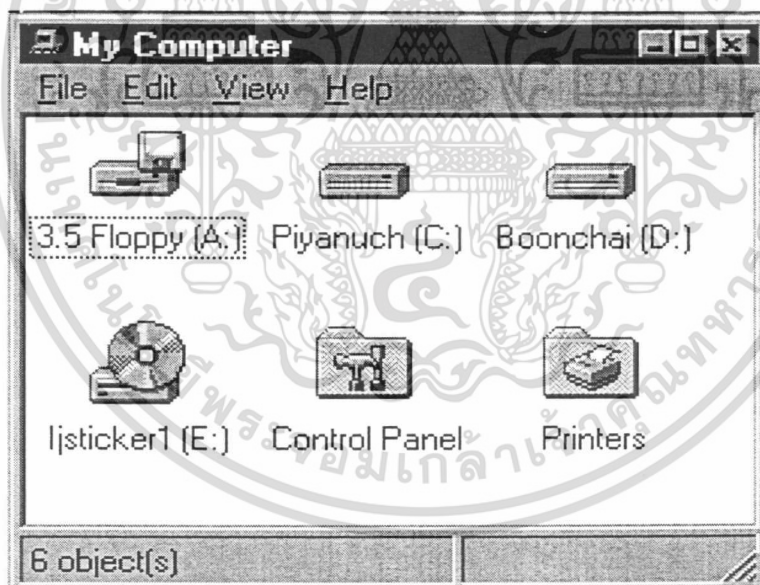 My Computer
File Edit View Help
3.5 Floppy (A:) Piyanuch (C:) Boonchai (D:)
Ijsticker1 (E:) Control Panel Printers
6 object(s)